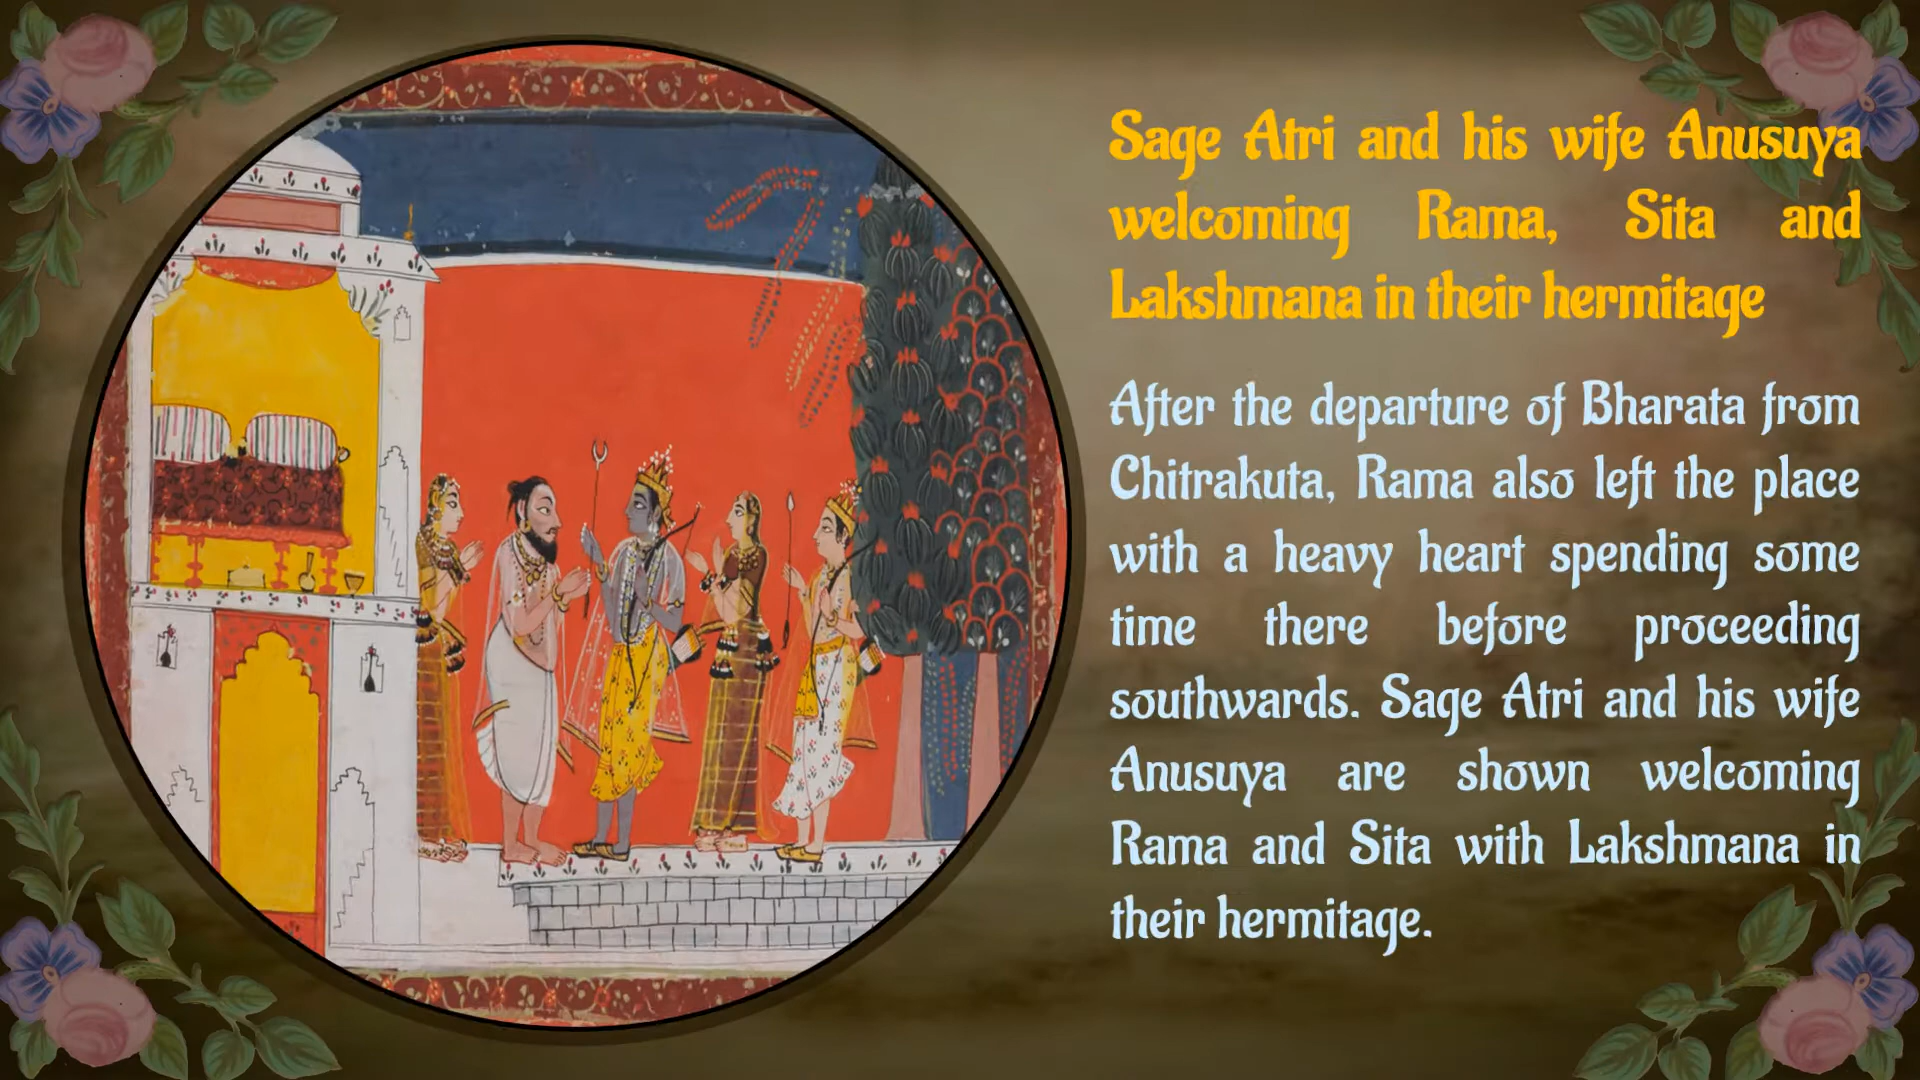 Sage Atri and his wife Anusuya
welcoming Rama, Sita and
Lakshmana in their hermitage
After the departure of Bharata from
Chitrakuta, Rama also left the place
with a heavy heart spending some
time there before proceeding
southwards. Sage Atri and his wife
Anusuya are shown welcoming
Rama and Sita with Lakshmana in
their hermitage.